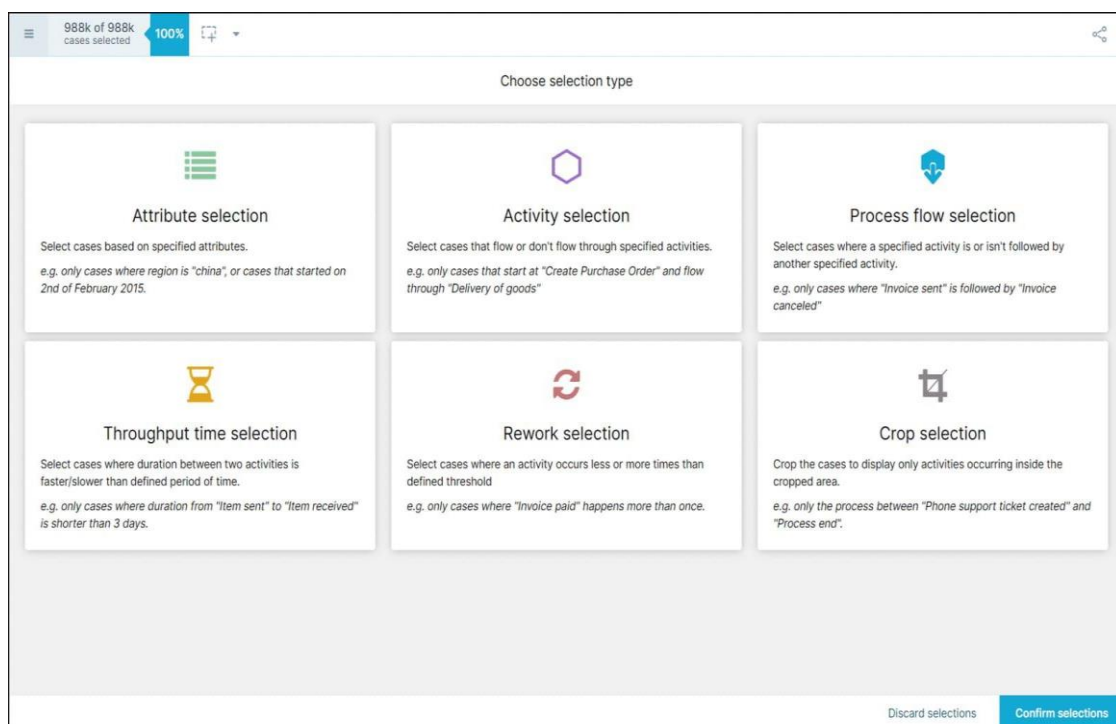 988k of 988k
cases selected
100%
Choose selection type
Attribute selection
Select cases based on specified attributes.
e.g. only cases where region is "china", or cases that started on
2nd of February 2015.
Activity selection
Select cases that flow or don't flow through specified activities.
e.g. only cases that start at "Create Purchase Order" and flow
through "Delivery of goods"
Process flow selection
Select cases where a specified activity is or isn't followed by
another specified activity.
e.g. only cases where "Invoice sent" is followed by "Invoice
canceled"
Throughput time selection
Select cases where duration between two activities is
faster/slower than defined period of time.
e.g. only cases where duration from "Item sent" to "Item received"
is shorter than 3 days.
Rework selection
Select cases where an activity occurs less or more times than
defined threshold
e.g. only cases where "Invoice paid" happens more than once.
Crop selection
Crop the cases to display only activities occurring inside the
cropped area.
e.g. only the process between "Phone support ticket created" and
"Process end".
Discard selections
Confirm selections